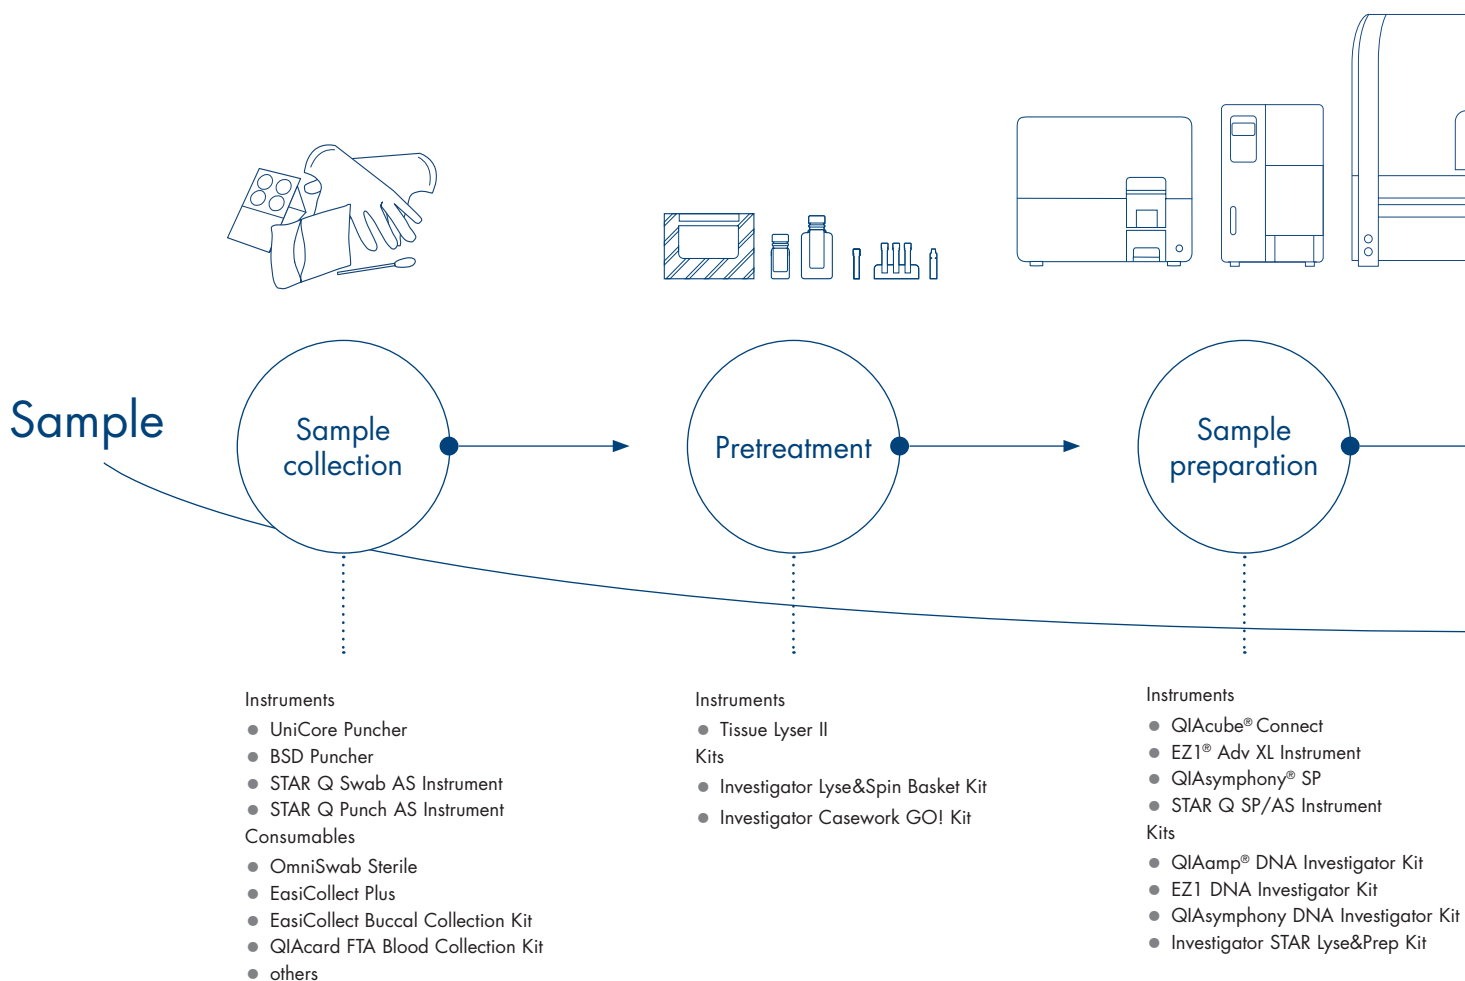 Sample
Sample
collection
Pretreatment
Sample
preparation
Instruments
● UniCore Puncher
● BSD Puncher
● STAR Q Swab AS Instrument
● STAR Q Punch AS Instrument
Consumables
● OmniSwab Sterile
● EasiCollect Plus
● EasiCollect Buccal Collection Kit
● QIAcard FTA Blood Collection Kit
● others
Instruments
● Tissue Lyser II
Kits
● Investigator Lyse&Spin Basket Kit
● Investigator Casework GO! Kit
Instruments
● QIAcube® Connect
● EZ1® Adv XL Instrument
● QIAsymphony® SP
● STAR Q SP/AS Instrument
Kits
● QIAamp® DNA Investigator Kit
● EZ1 DNA Investigator Kit
● QIAsymphony DNA Investigator Kit
● Investigator STAR Lyse&Prep Kit